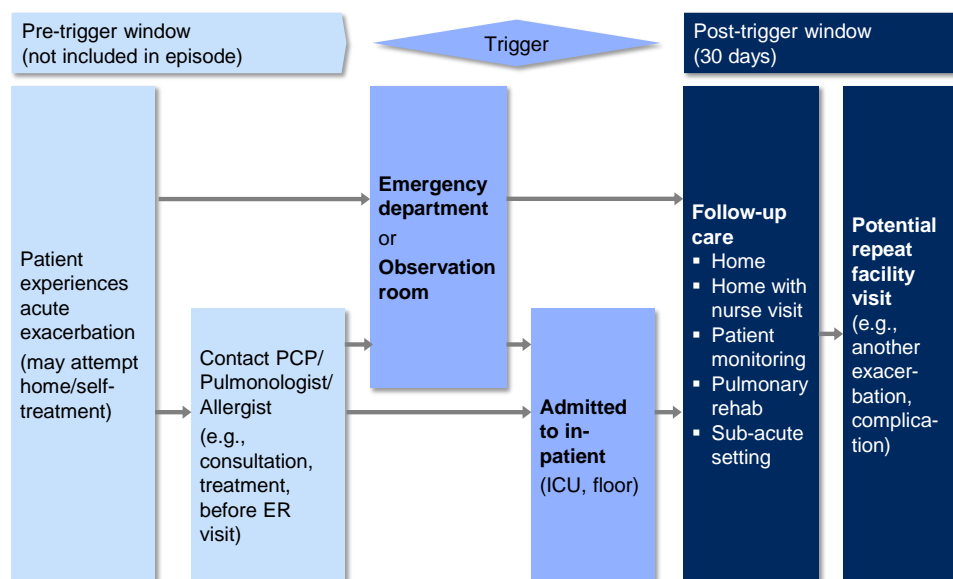 Pre-trigger window
(not included in episode)
Trigger
Post-trigger window
(30 days)
Patient
experiences
acute
exacerbation
(may attempt
home/self-
treatment)
Contact PCP/
Pulmonologist/
Allergist
(e.g.,
consultation,
treatment,
before ER
visit)
Emergency
department
or
Observation
room
Admitted
to in-
patient
(ICU, floor)
Follow-up
care
▪ Home
▪ Home with
nurse visit
▪ Patient
monitoring
▪ Pulmonary
rehab
▪ Sub-acute
setting
Potential
repeat
facility
visit
(e.g.,
another
exacer-
bation,
complica-
tion)